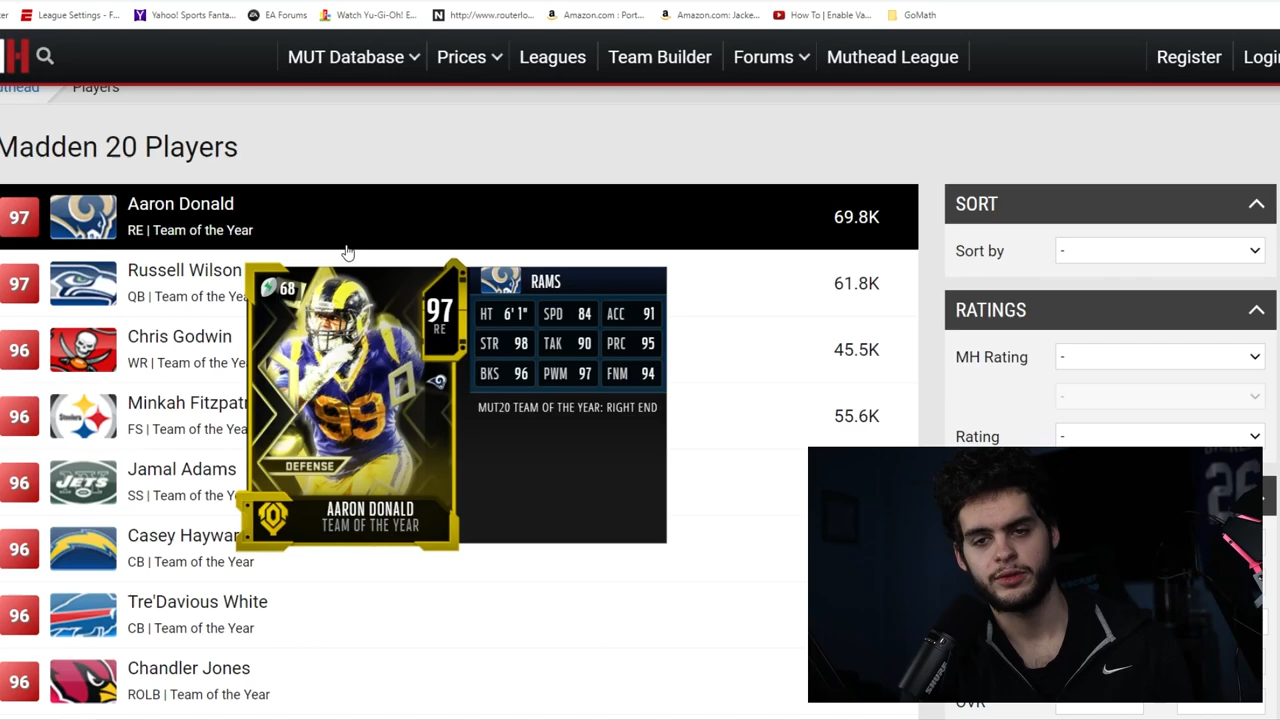 League Settings - F...
Yahoo! Sports Fanta...
EA Forums
Watch Yu-Gi-Oh! E...
http://www.routerlo...
Amazon.com : Port...
Amazon.com: Jacke...
How To | Enable Va...
GoMath
H
MUT Database
Prices
Leagues
Team Builder
Forums
Muthead League
Register
Players
Madden 20 Players
97
Aaron Donald
RE | Team of the Year
69.8K
97
Russell Wilson
QB | Team of the Yea
61.8K
96
Chris Godwin
WR | Team of the Ye
45.5K
96
Minkah Fitzpatr
FS | Team of the Yea
55.6K
96
Jamal Adams
SS | Team of the Yea
96
Casey Haywar
CB | Team of the Year
96
Tre'Davious White
CB | Team of the Year
96
Chandler Jones
ROLB | Team of the Year
68
97
RE
99
DEFENSE
AARON DONALD
TEAM OF THE YEAR
RAMS
HT 6' 1" SPD 84 ACC 91
STR 98 TAK 90 PRC 95
BKS 96 PWM 97 FNM 94
MUT20 TEAM OF THE YEAR: RIGHT END
SORT
Sort by
-
RATINGS
MH Rating
-
-
Rating
-
SHURE